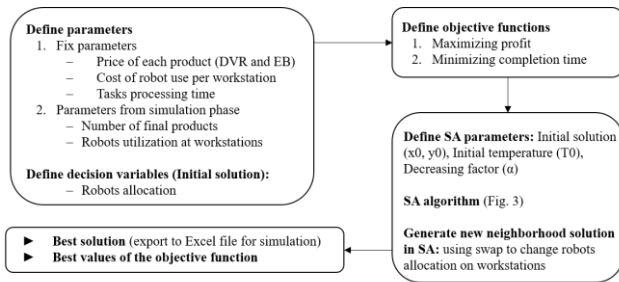 Define parameters
1. Fix parameters
– Price of each product (DVR and EB)
– Cost of robot use per workstation
– Tasks processing time
2. Parameters from simulation phase
– Number of final products
– Robots utilization at workstations
Define decision variables (Initial solution):
– Robots allocation
Define objective functions
1. Maximizing profit
2. Minimizing completion time
Define SA parameters: Initial solution
(x0, y0), Initial temperature (T0),
Decreasing factor (α)
SA algorithm (Fig. 3)
Generate new neighborhood solution
in SA: using swap to change robots
allocation on workstations
► Best solution (export to Excel file for simulation)
► Best values of the objective function